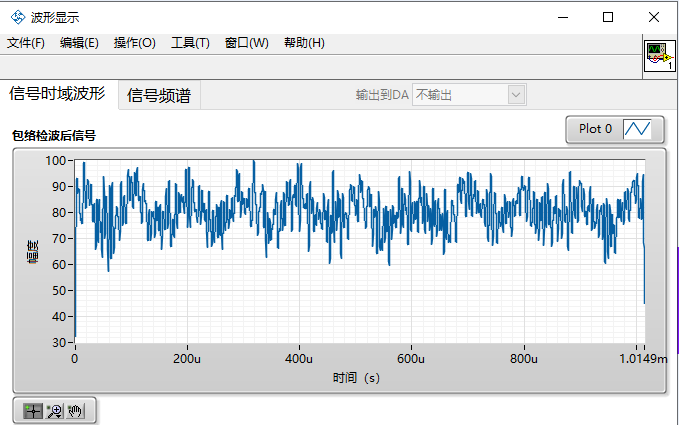 波形显示
文件(F) 编辑(E) 操作(O) 工具(T) 窗口(W) 帮助(H)
1
信号时域波形 信号频谱 输出到DA 不输出
Plot 0
包络检波后信号
100
90
80
70
60
50
40
30
幅度
0 200u 400u 600u 800u 1.0149m
时间（s）